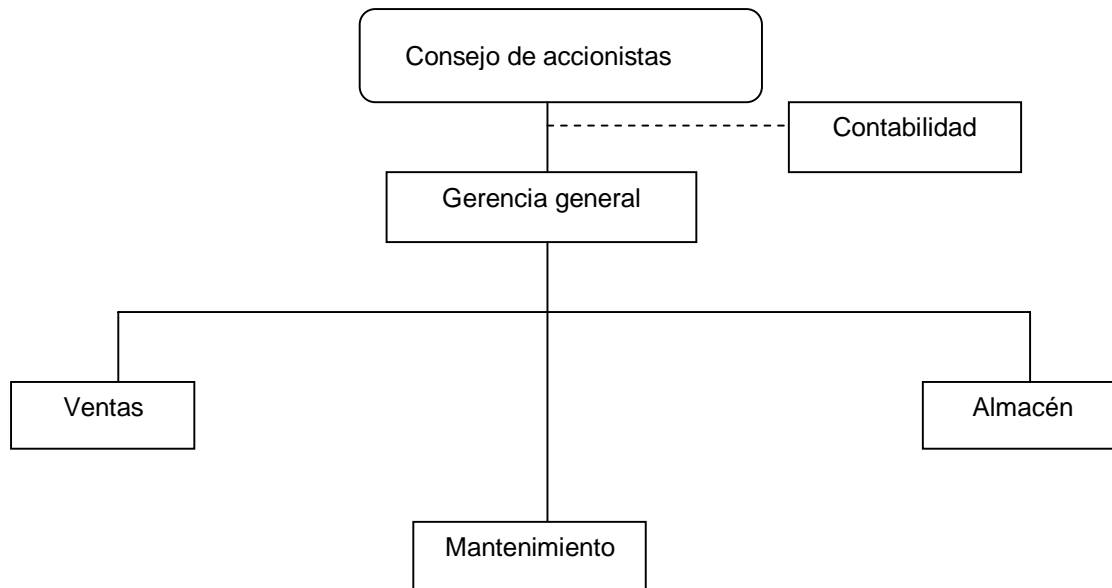 Consejo de accionistas
Contabilidad
Gerencia general
Ventas
Almacén
Mantenimiento